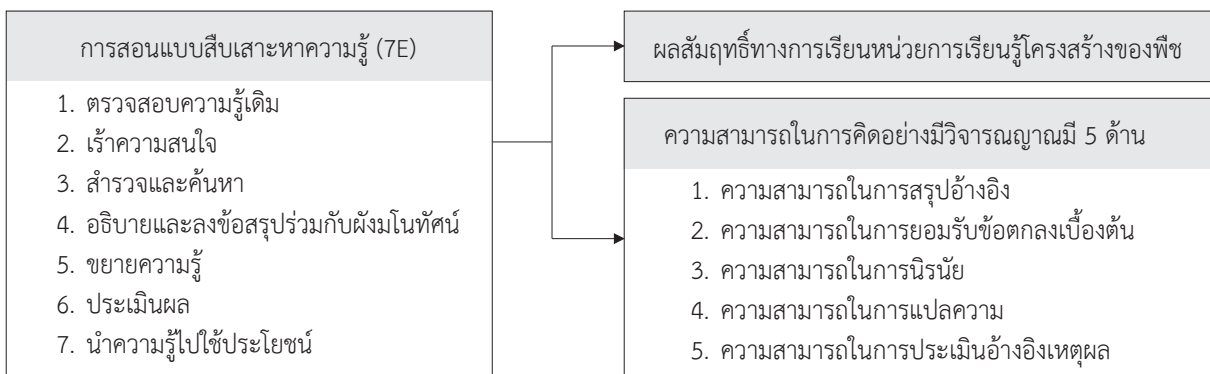 การสอนแบบสืบเสาะหาความรู้ (7E)
1. ตรวจสอบความรู้เดิม
2. เร้าความสนใจ
3. สำรวจและค้นหา
4. อธิบายและลงข้อสรุปร่วมกับผังมโนทัศน์
5. ขยายความรู้
6. ประเมินผล
7. นำความรู้ไปใช้ประโยชน์
ผลสัมฤทธิ์ทางการเรียนหน่วยการเรียนรู้โครงสร้างของพืช
ความสามารถในการคิดอย่างมีวิจารณญาณมี 5 ด้าน
1. ความสามารถในการสรุปอ้างอิง
2. ความสามารถในการยอมรับข้อตกลงเบื้องต้น
3. ความสามารถในการนิรนัย
4. ความสามารถในการแปลความ
5. ความสามารถในการประเมินอ้างอิงเหตุผล